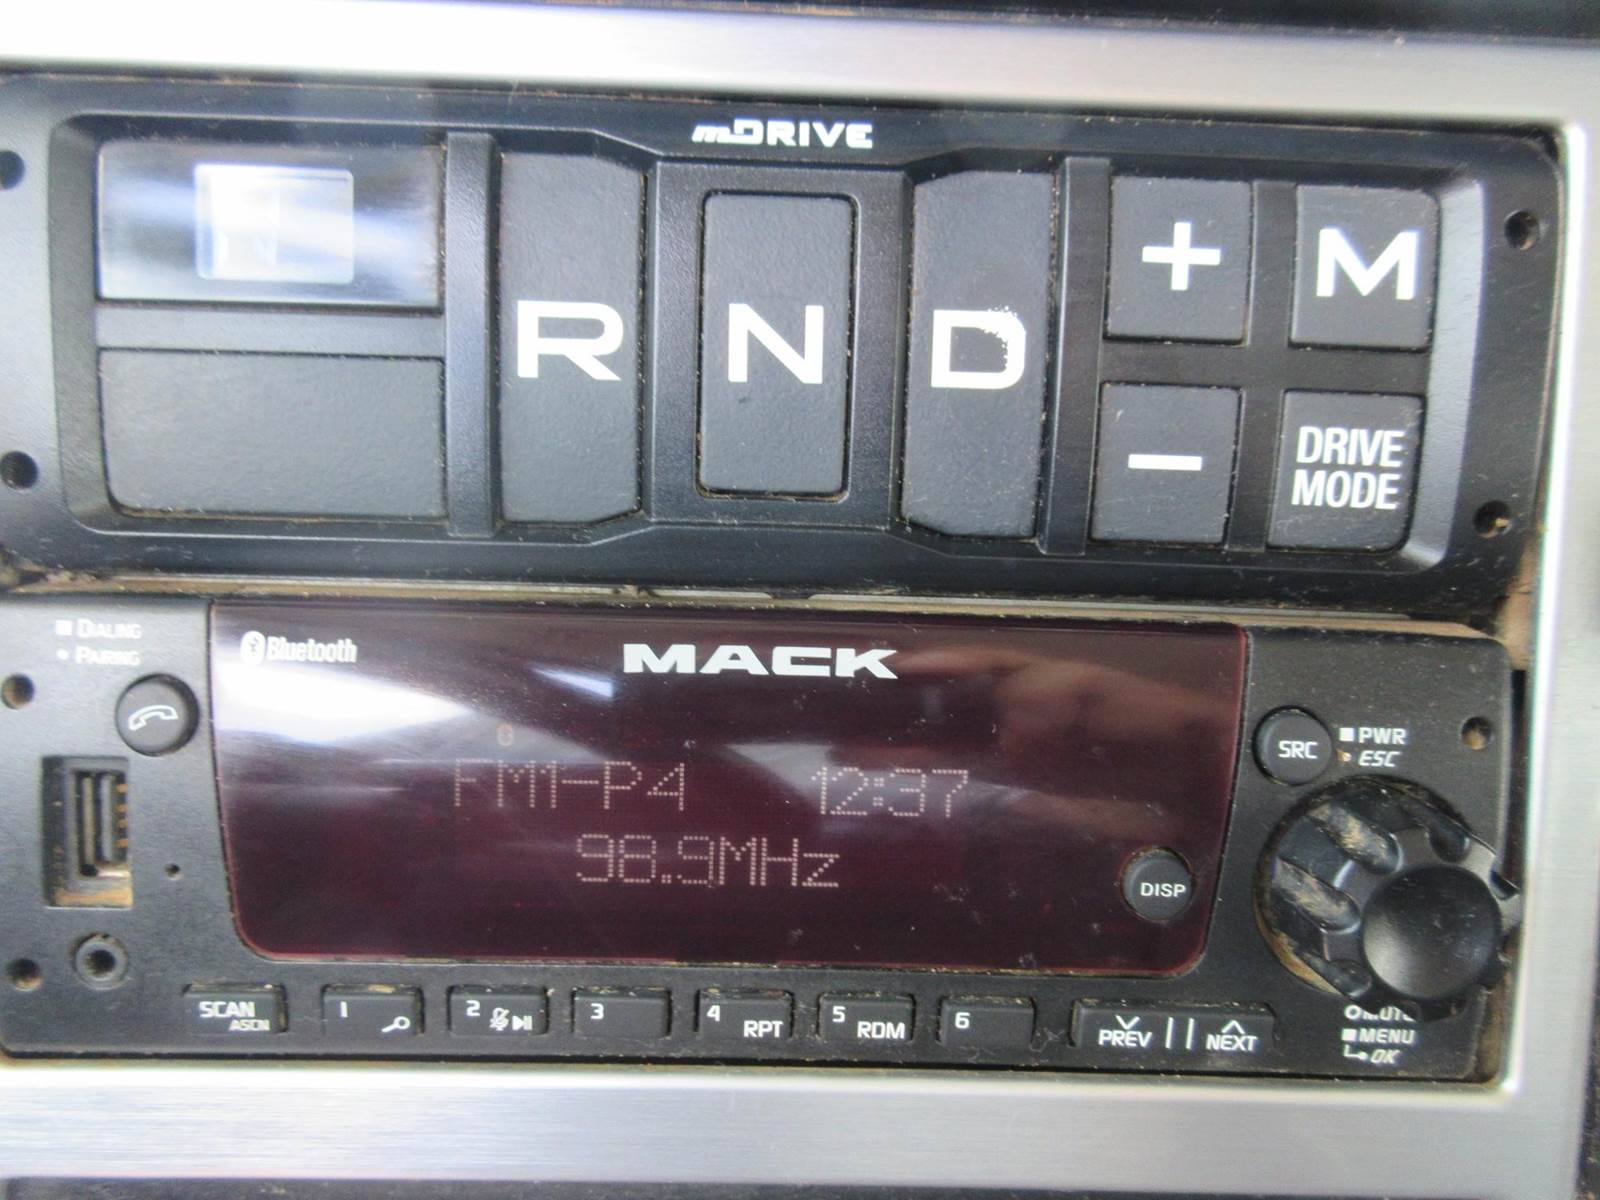 mDRIVE
N
R N D + M
-
DRIVE
MODE
DIALING
PAIRING
Bluetooth
MACK
SRC
PWR
ESC
FM1-P4 12:37
98.9MHz
DISP
SCAN
ASCN
1
2
3
4 RPT
5 RDM
6
PREV || NEXT
MUTE
MENU
OK